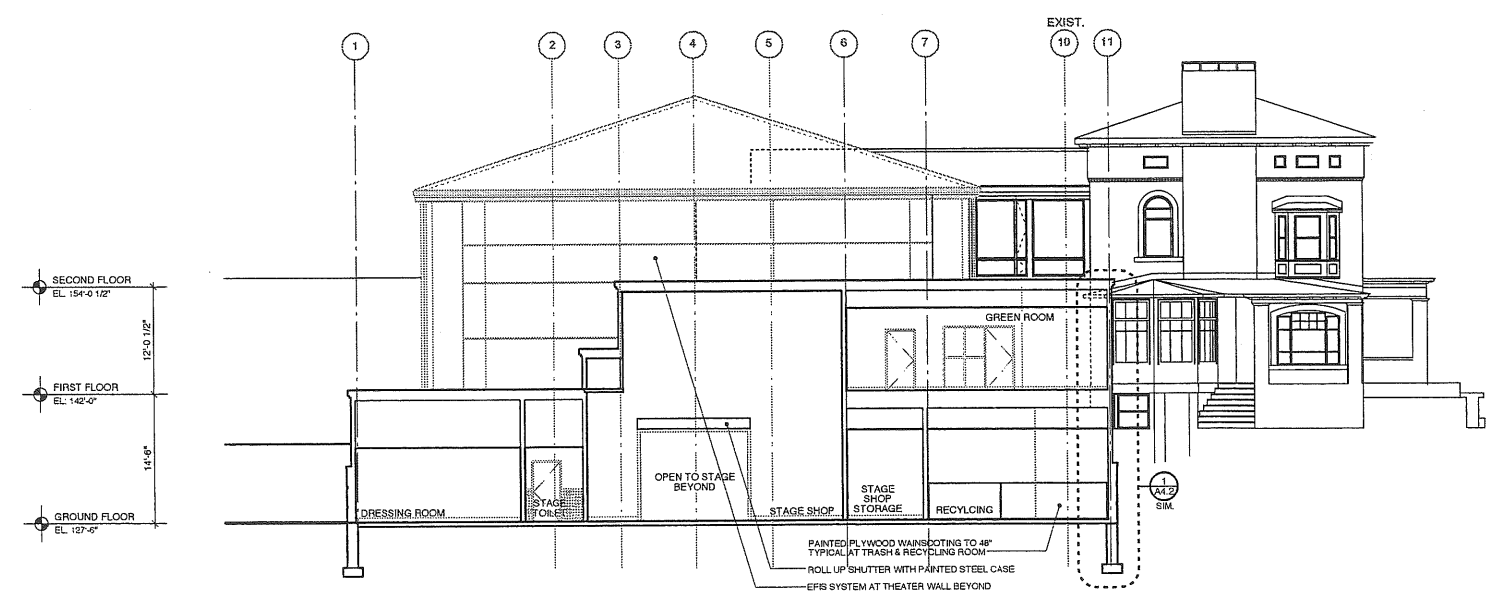 EXIST.
1
2
3
4
5
6
7
10
11
SECOND FLOOR
EL. 154'-0 1/2"
12'-0 1/2"
GREEN ROOM
FIRST FLOOR
EL: 142'-0"
14'-6"
OPEN TO STAGE
BEYOND
STAGE
SHOP
STORAGE
1
A4.2
SIM.
DRESSING ROOM
STAGE
TOILET
STAGE SHOP
RECYLCING
GROUND FLOOR
EL. 127'-6"
PAINTED PLYWOOD WAINSCOTING TO 48"
TYPICAL AT TRASH & RECYCLING ROOM
ROLL UP SHUTTER WITH PAINTED STEEL CASE
EFIS SYSTEM AT THEATER WALL BEYOND